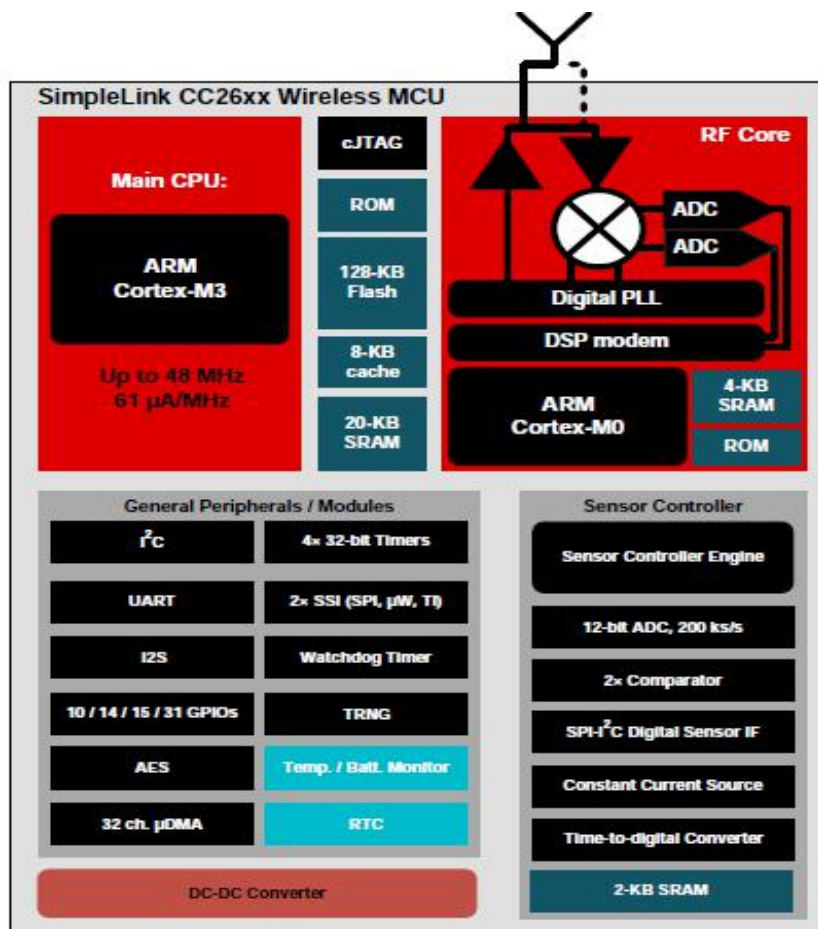 SimpleLink CC26xx Wireless MCU
Main CPU:
ARM
Cortex-M3
Up to 48 MHz
61 µA/MHz
cJTAG
ROM
128-KB
Flash
8-KB
cache
20-KB
SRAM
RF Core
ADC
ADC
Digital PLL
DSP modem
ARM
Cortex-M0
4-KB
SRAM
ROM
General Peripherals / Modules
I²C
4× 32-bit Timers
UART
2× SSI (SPI, µW, TI)
I2S
Watchdog Timer
10 / 14 / 15 / 31 GPIOs
TRNG
AES
Temp. / Batt. Monitor
32 ch. µDMA
RTC
DC-DC Converter
Sensor Controller
Sensor Controller Engine
12-bit ADC, 200 ks/s
2× Comparator
SPI-I²C Digital Sensor IF
Constant Current Source
Time-to-digital Converter
2-KB SRAM